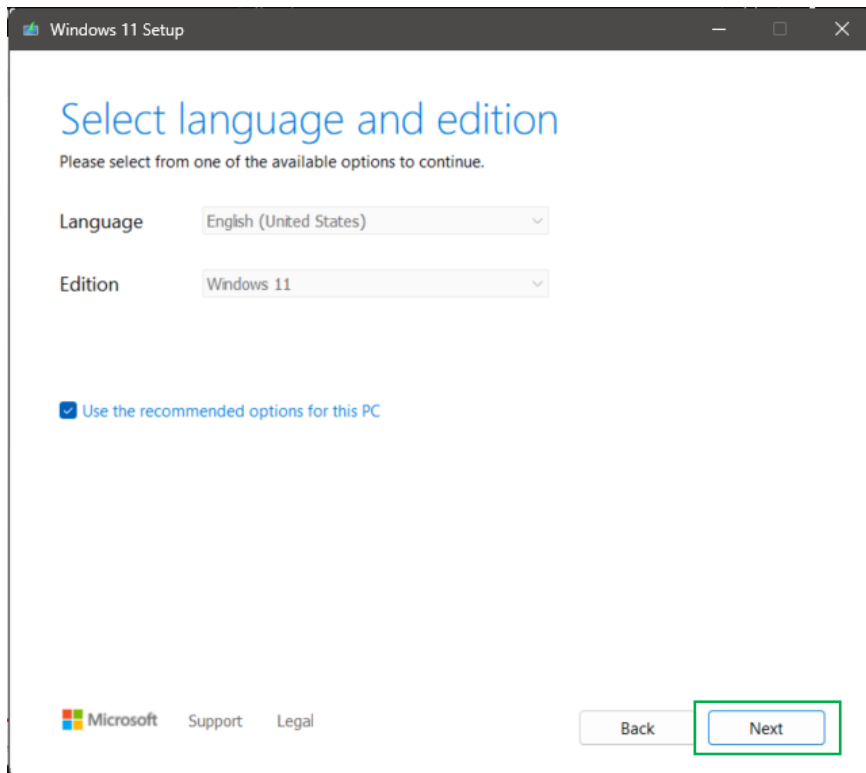 Windows 11 Setup
Select language and edition
Please select from one of the available options to continue.
Language English (United States)
Edition Windows 11
Use the recommended options for this PC
Microsoft Support Legal Back Next